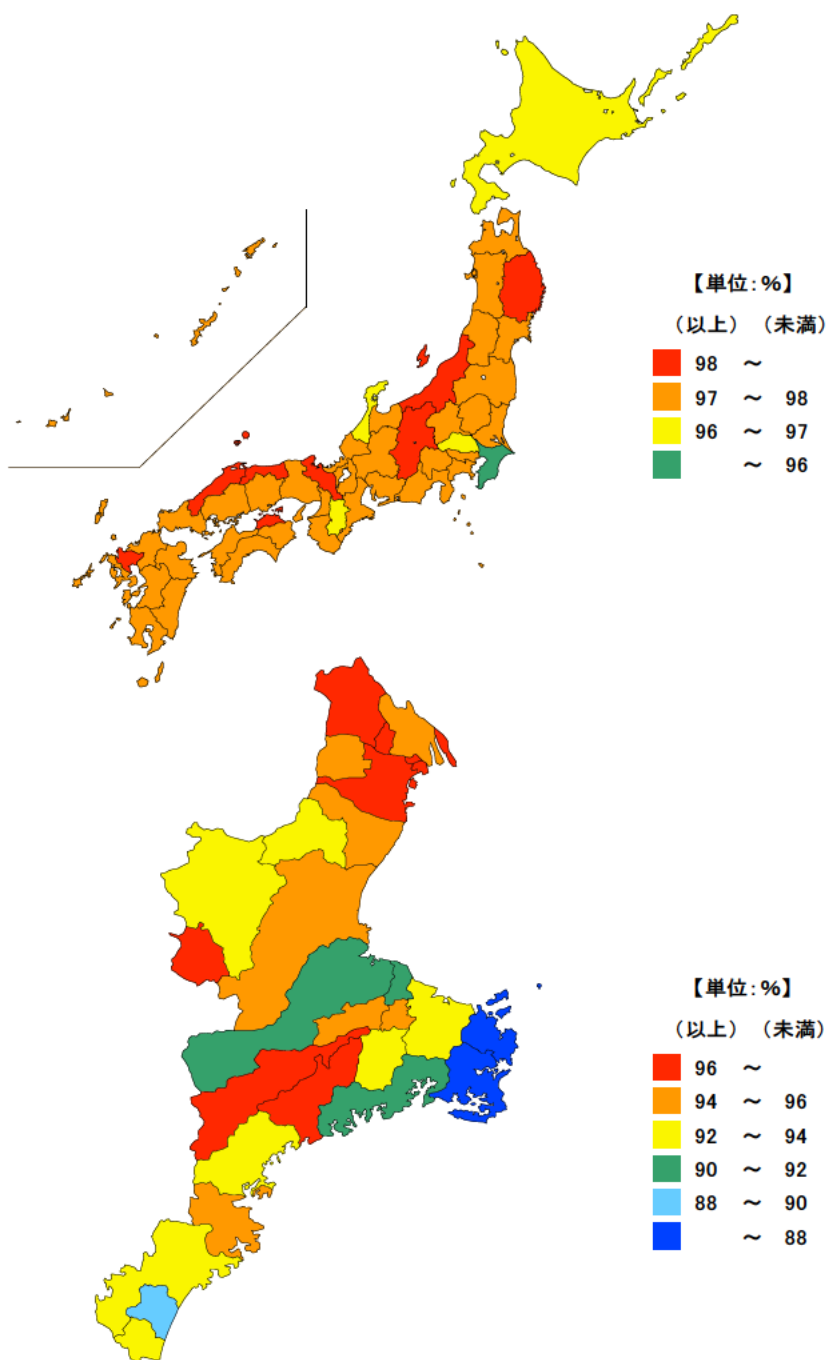 【単位:%】
（以上）（未満）
98 ～
97 ～ 98
96 ～ 97
～ 96
【単位:%】
（以上）（未満）
96 ～
94 ～ 96
92 ～ 94
90 ～ 92
88 ～ 90
～ 88